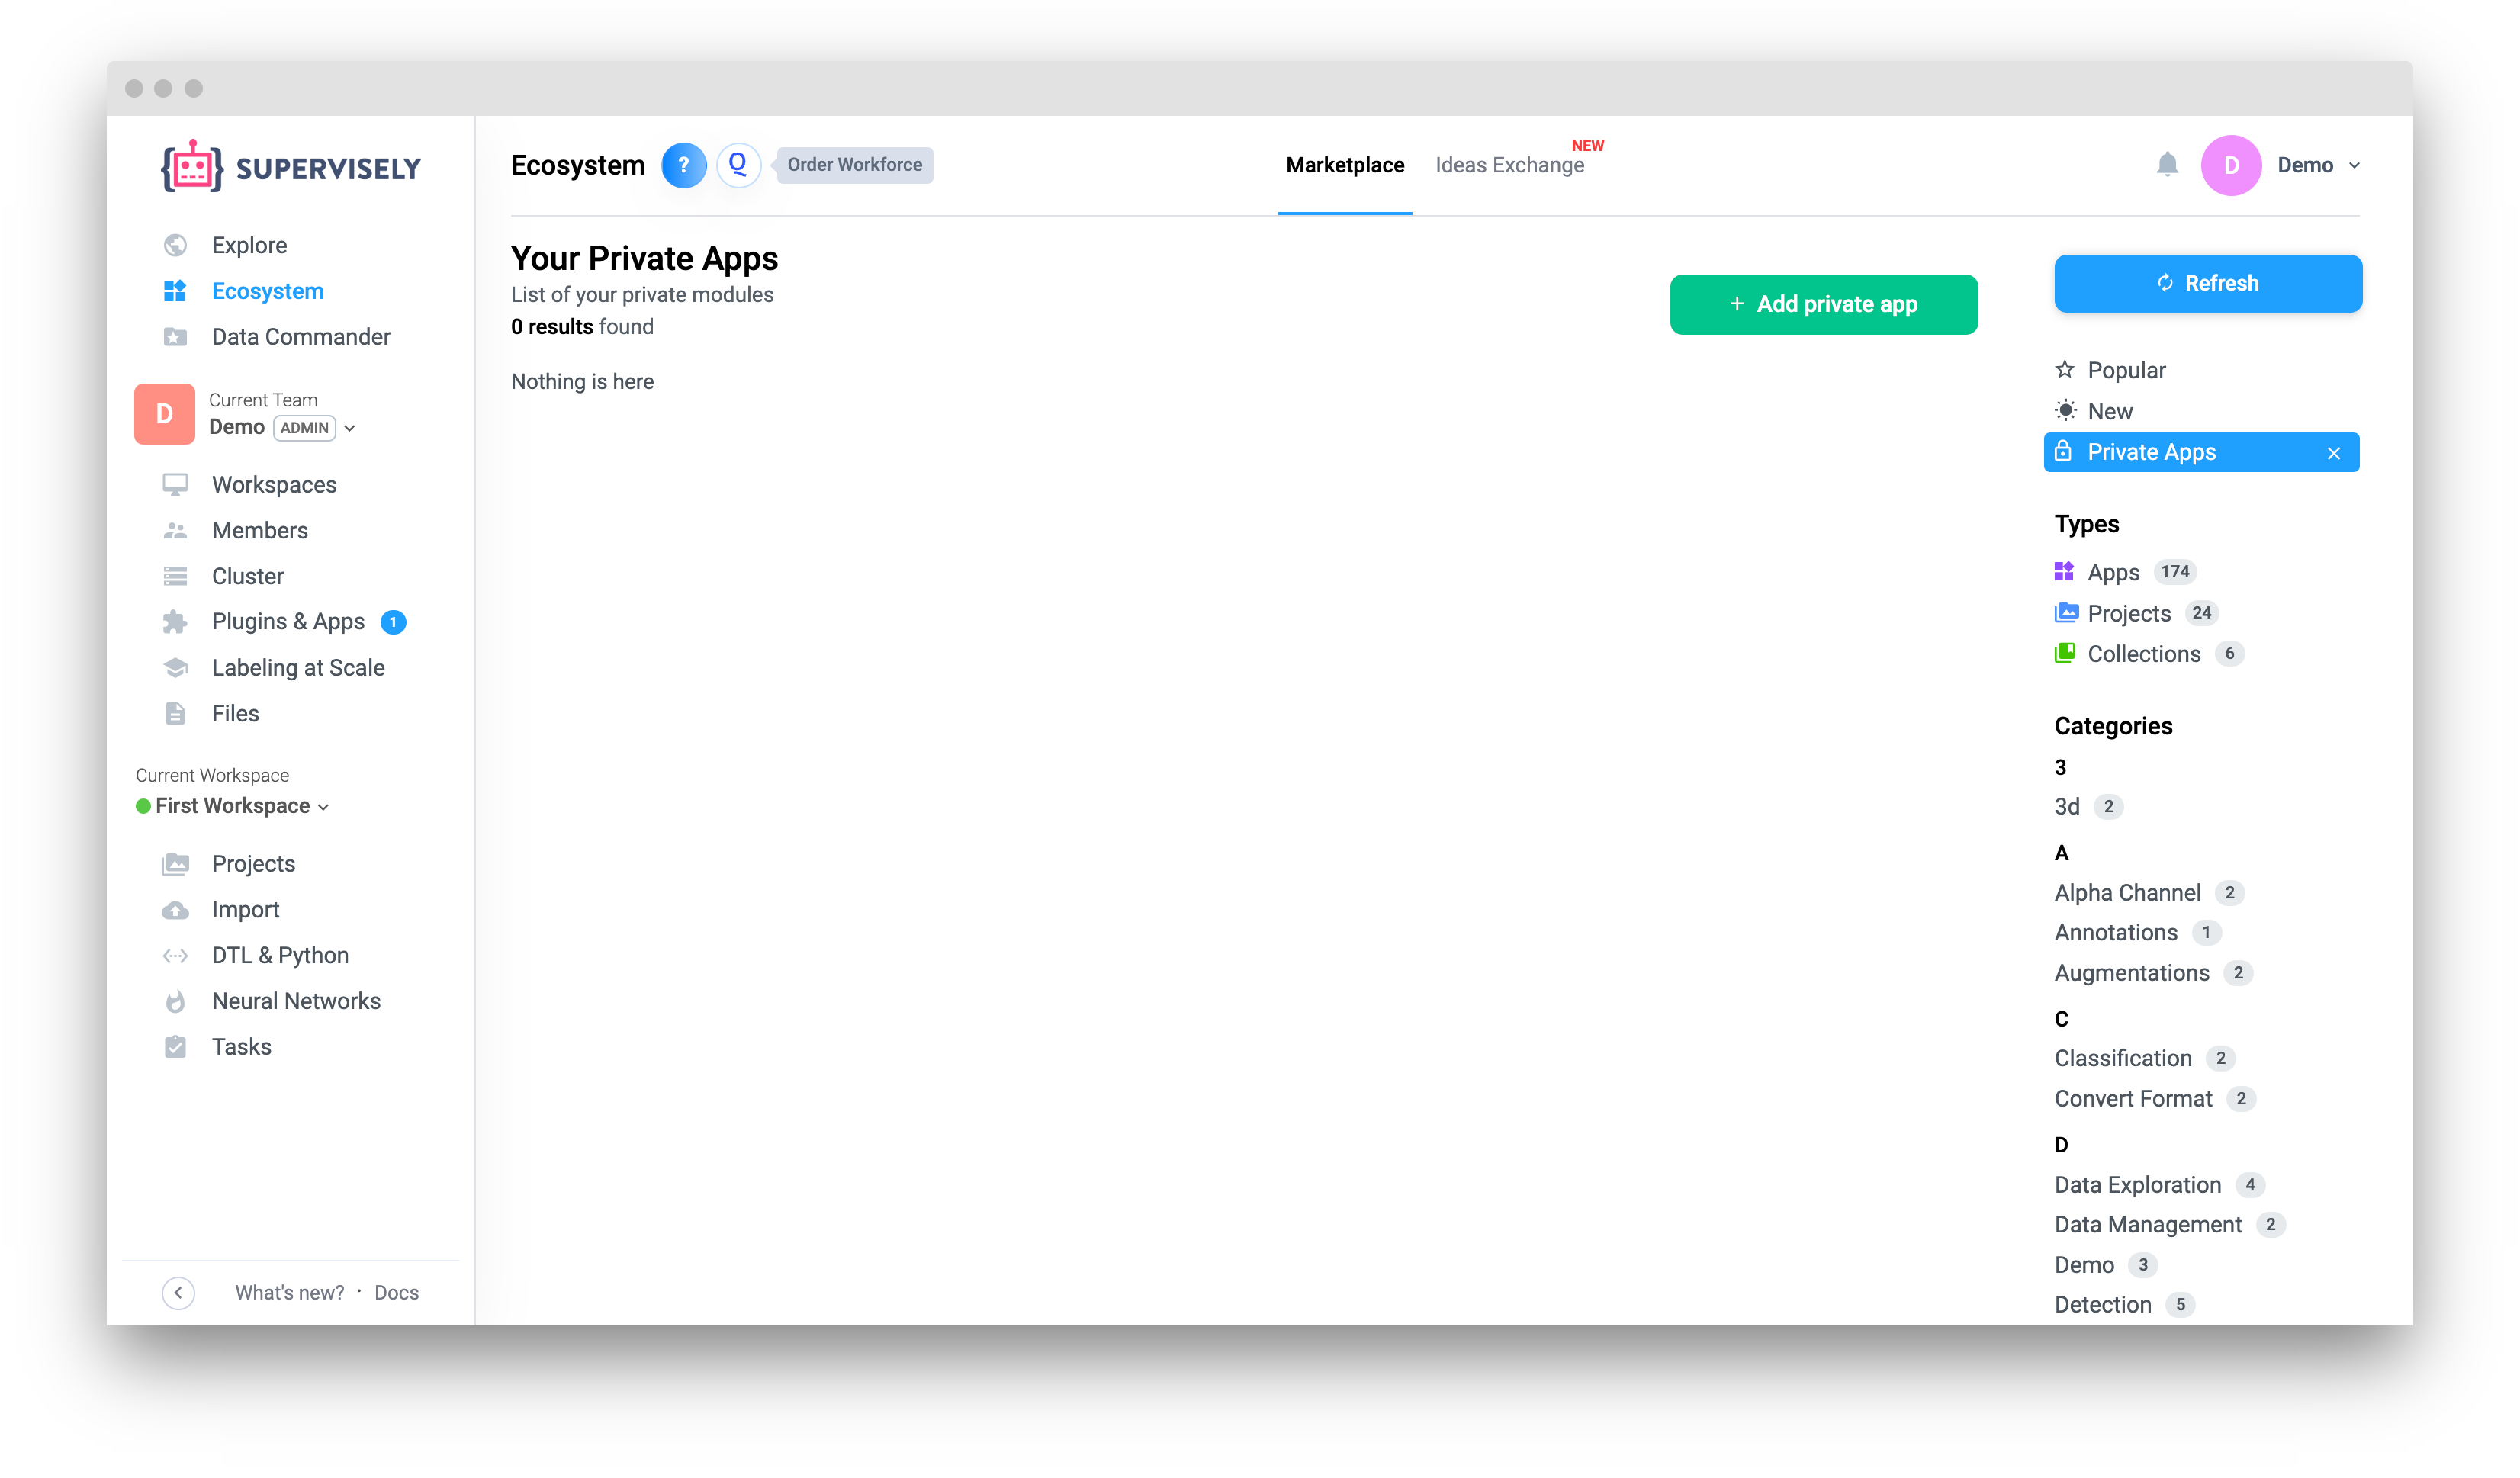 SUPERVISELY
Explore
Ecosystem
Data Commander
D
Current Team
Demo ADMIN
Workspaces
Members
Cluster
Plugins & Apps 1
Labeling at Scale
Files
Current Workspace
First Workspace
Projects
Import
DTL & Python
Neural Networks
Tasks
What's new? · Docs
Ecosystem ? Q Order Workforce
Marketplace Ideas Exchange NEW
D Demo
Your Private Apps
List of your private modules
0 results found
Nothing is here
+ Add private app
Refresh
Popular
New
Private Apps
Types
Apps 174
Projects 24
Collections 6
Categories
3
3d 2
A
Alpha Channel 2
Annotations 1
Augmentations 2
C
Classification 2
Convert Format 2
D
Data Exploration 4
Data Management 2
Demo 3
Detection 5